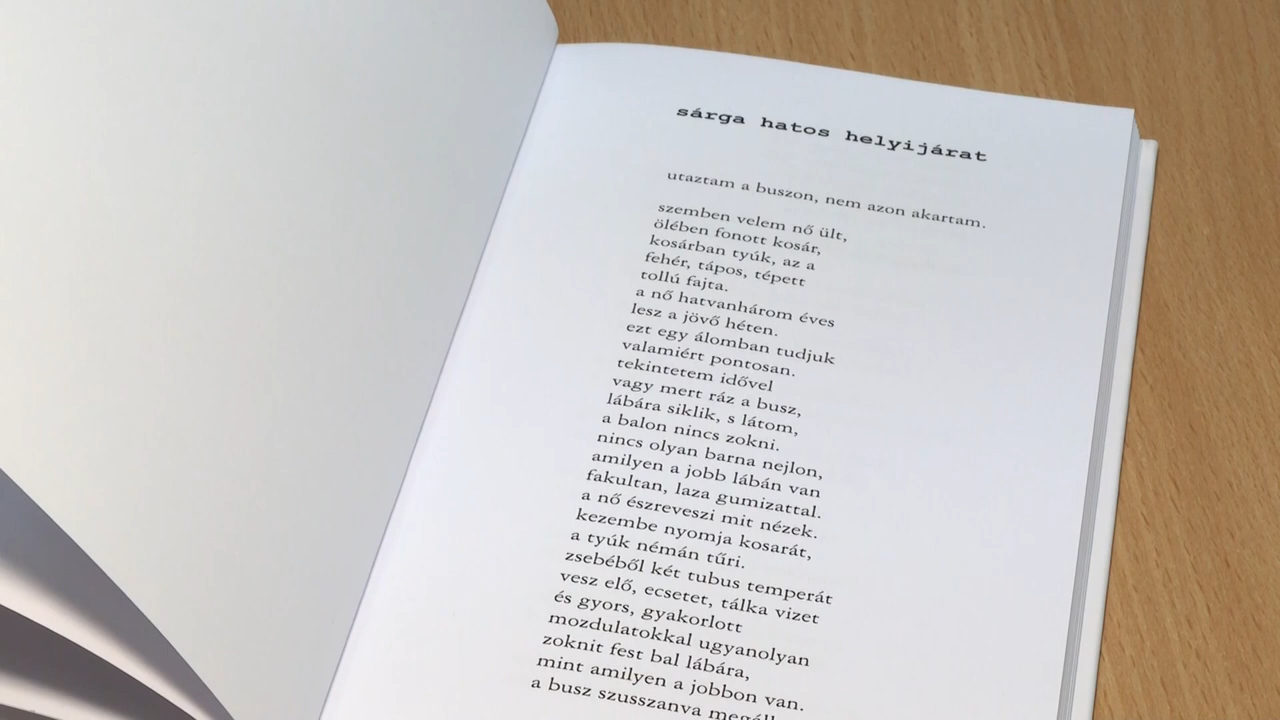 sárga hatos helyijárat
utaztam a buszon, nem azon akartam.
szemben velem nő ült,
ölében fonott kosár,
kosárban tyúk, az a
fehér, tápos, tépett
tollú fajta.
a nő hatvanhárom éves
lesz a jövő héten.
ezt egy álomban tudjuk
valamiért pontosan.
tekintetem idővel
vagy mert ráz a busz,
lábára siklik, s látom,
a balon nincs zokni.
nincs olyan barna nejlon,
amilyen a jobb lábán van
fakultan, laza gumizattal.
a nő észreveszi mit nézek.
kezembe nyomja kosarát,
a tyúk némán tűri.
zsebéből két tubus temperát
vesz elő, ecsetet, tálka vizet
és gyors, gyakorlott
mozdulatokkal ugyanolyan
zoknit fest bal lábára,
mint amilyen a jobbon van.
a busz szusszanva